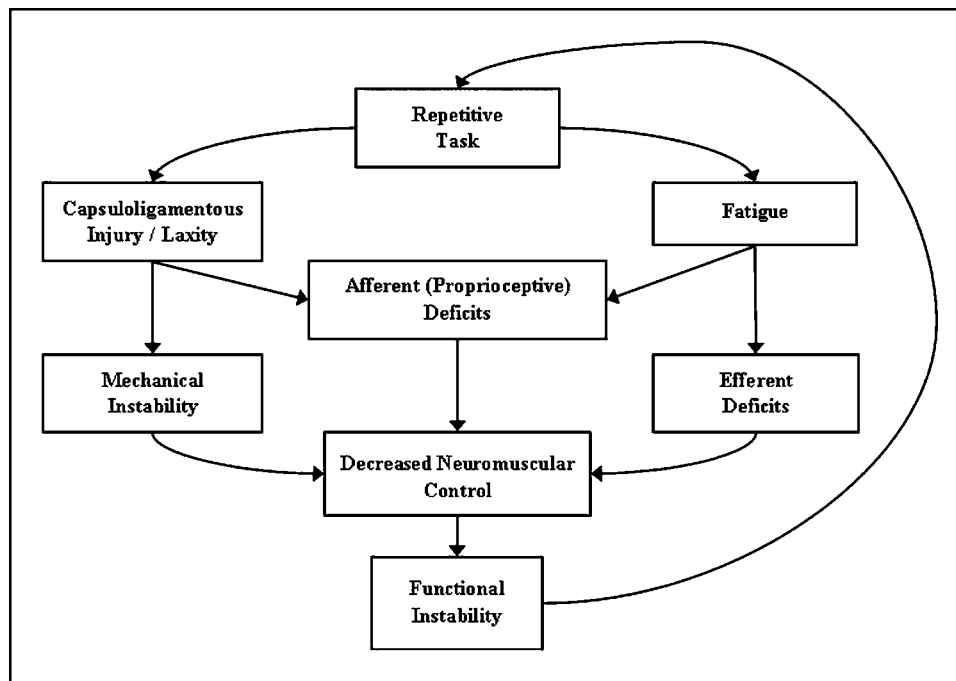 Repetitive
Task
Capsuloligamentous
Injury / Laxity
Fatigue
Afferent (Proprioceptive)
Deficits
Mechanical
Instability
Efferent
Deficits
Decreased Neuromuscular
Control
Functional
Instability